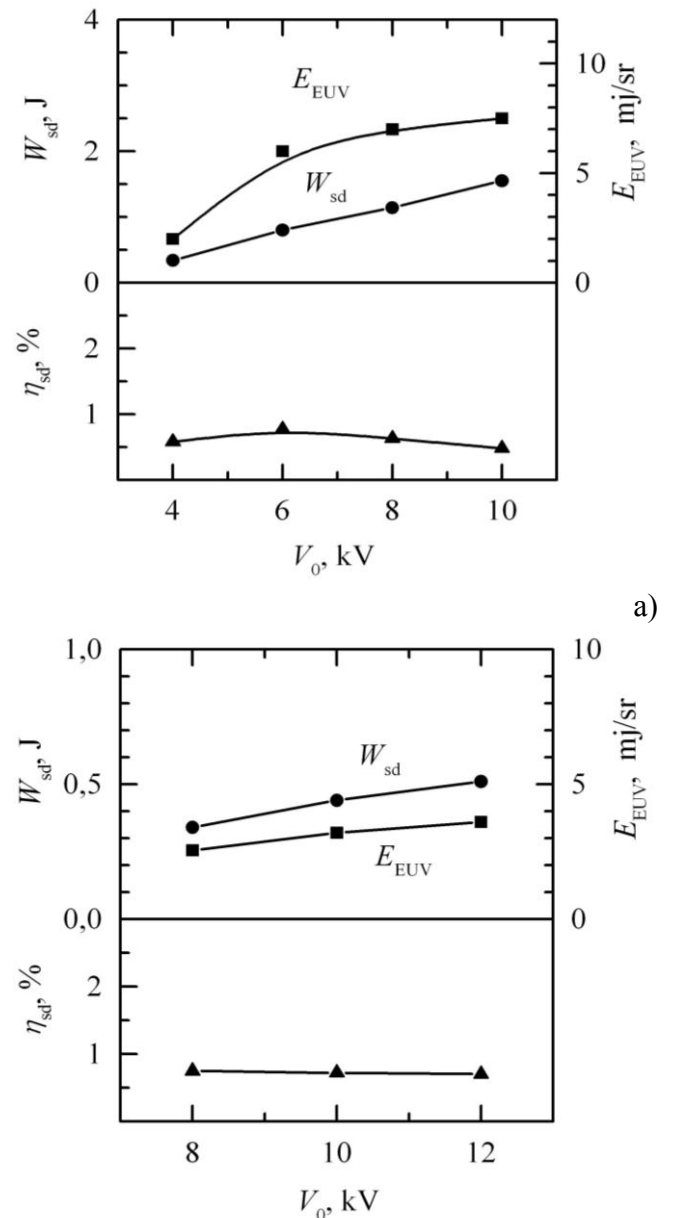 4
2
0
W_sd, J
E_EUV
W_sd
10
5
0
E_EUV, mj/sr
2
1
η_sd, %
4 6 8 10
V_0, kV
a)
1,0
0,5
0,0
W_sd, J
W_sd
E_EUV
10
5
0
E_EUV, mj/sr
2
1
η_sd, %
8 10 12
V_0, kV